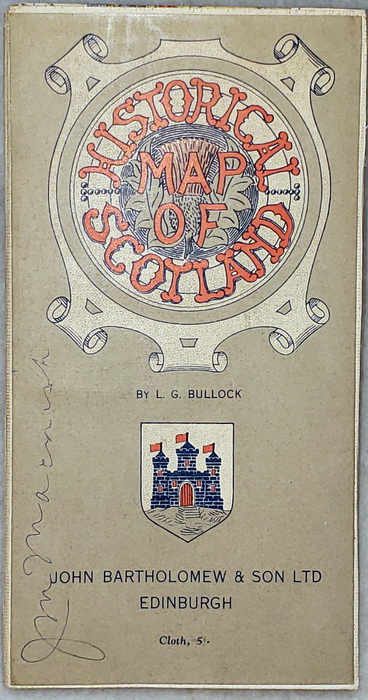 HISTORICAL
MAP
OF
SCOTLAND
BY L. G. BULLOCK
JOHN BARTHOLOMEW & SON LTD
EDINBURGH
Cloth, 5/-